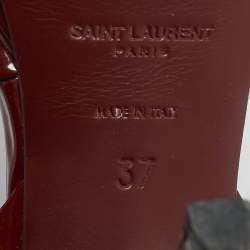 SAINT LAURENT
PARIS
MADE IN ITALY
37